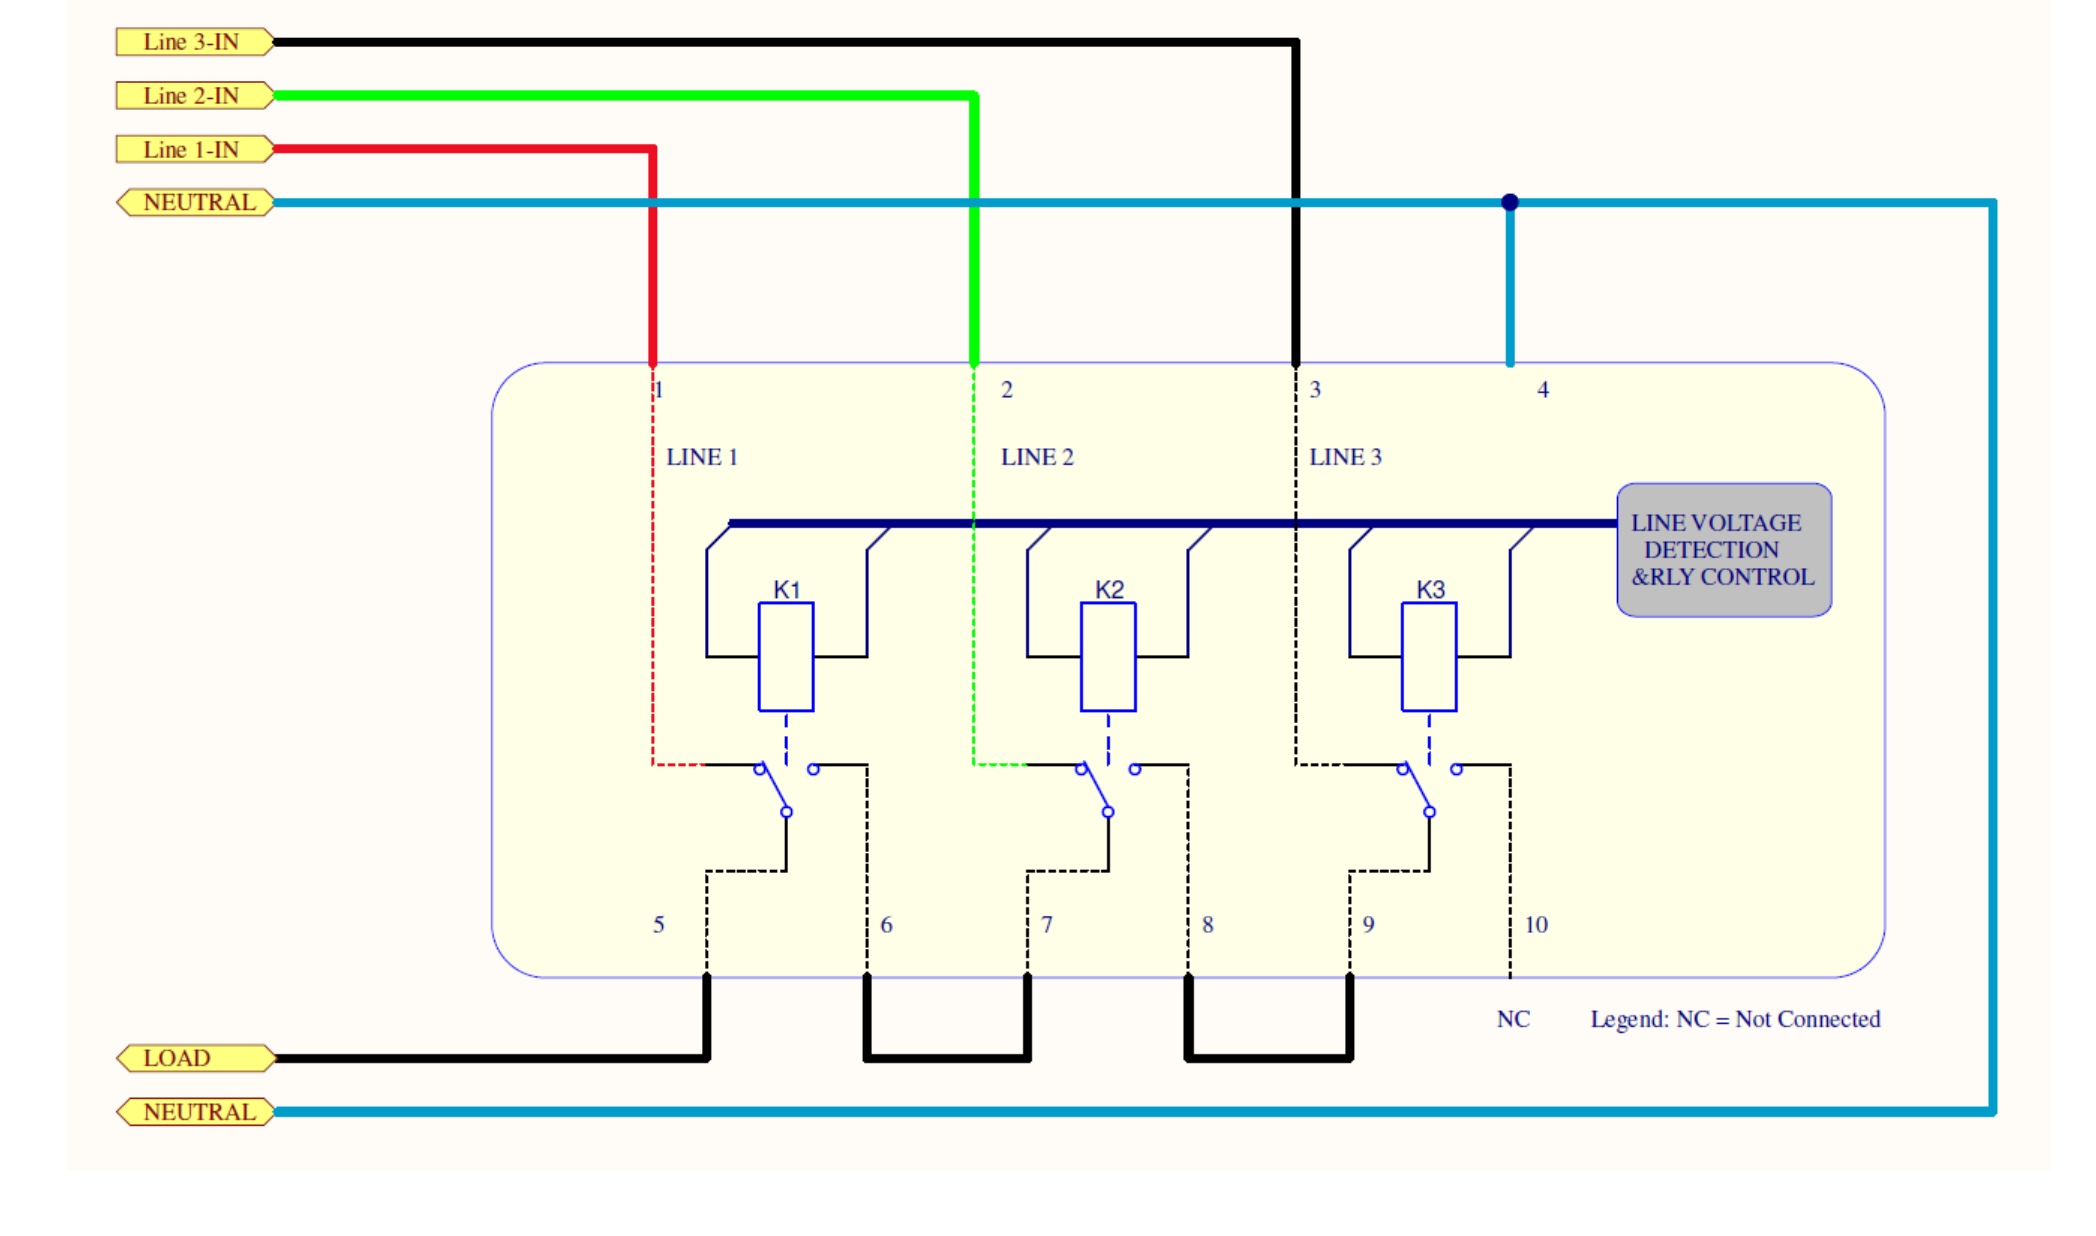 Line 3-IN
Line 2-IN
Line 1-IN
NEUTRAL
1
2
3
4
LINE 1
LINE 2
LINE 3
LINE VOLTAGE
DETECTION
&RLY CONTROL
K1
K2
K3
5
6
7
8
9
10
NC
Legend: NC = Not Connected
LOAD
NEUTRAL